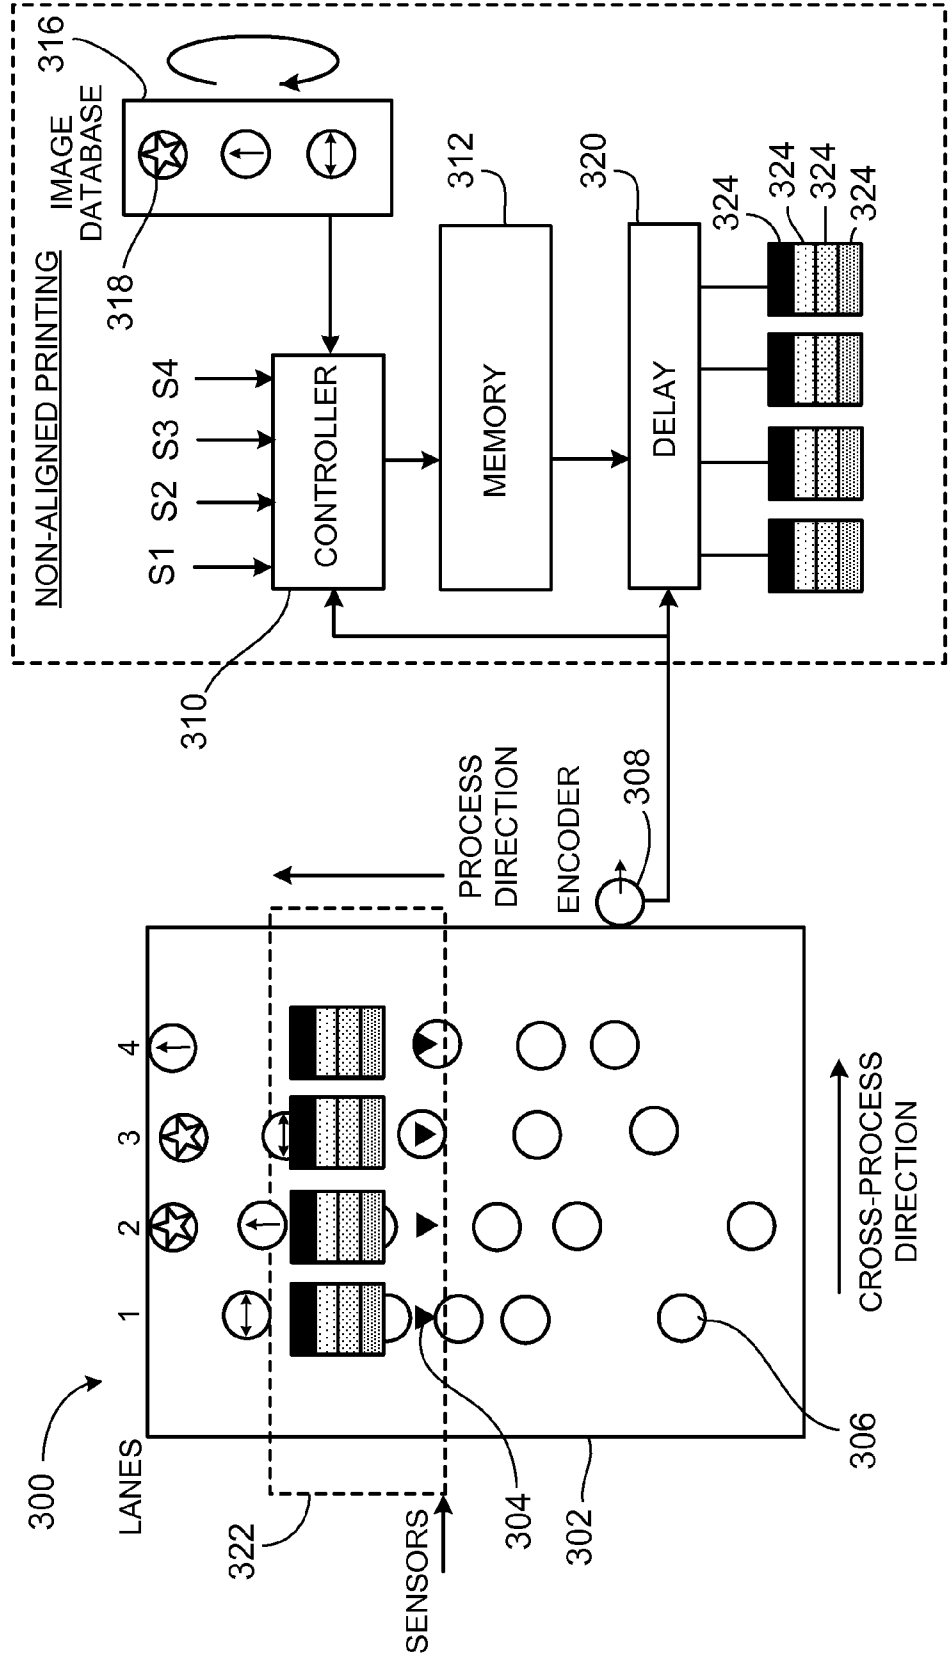 300
LANES
1
2
3
4
322
SENSORS
304
302
306
PROCESS
DIRECTION
CROSS-PROCESS
DIRECTION
ENCODER
308
NON-ALIGNED PRINTING
IMAGE
DATABASE
316
318
S1
S2
S3
S4
CONTROLLER
310
MEMORY
312
DELAY
320
324
324
324
324